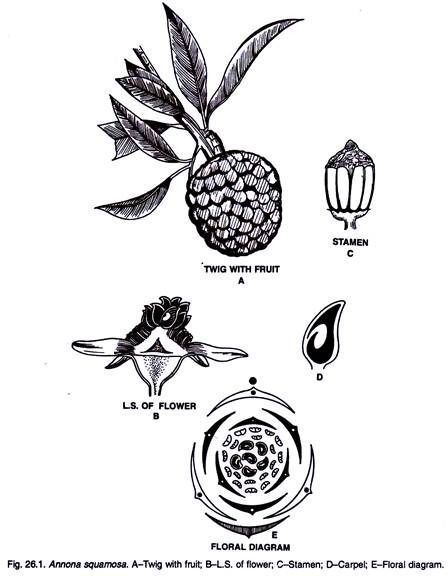 TWIG WITH FRUIT
A
STAMEN
C
L.S. OF FLOWER
B
D
E
FLORAL DIAGRAM
Fig. 26.1. Annona squamosa. A–Twig with fruit; B–L.S. of flower; C–Stamen; D–Carpel; E–Floral diagram.